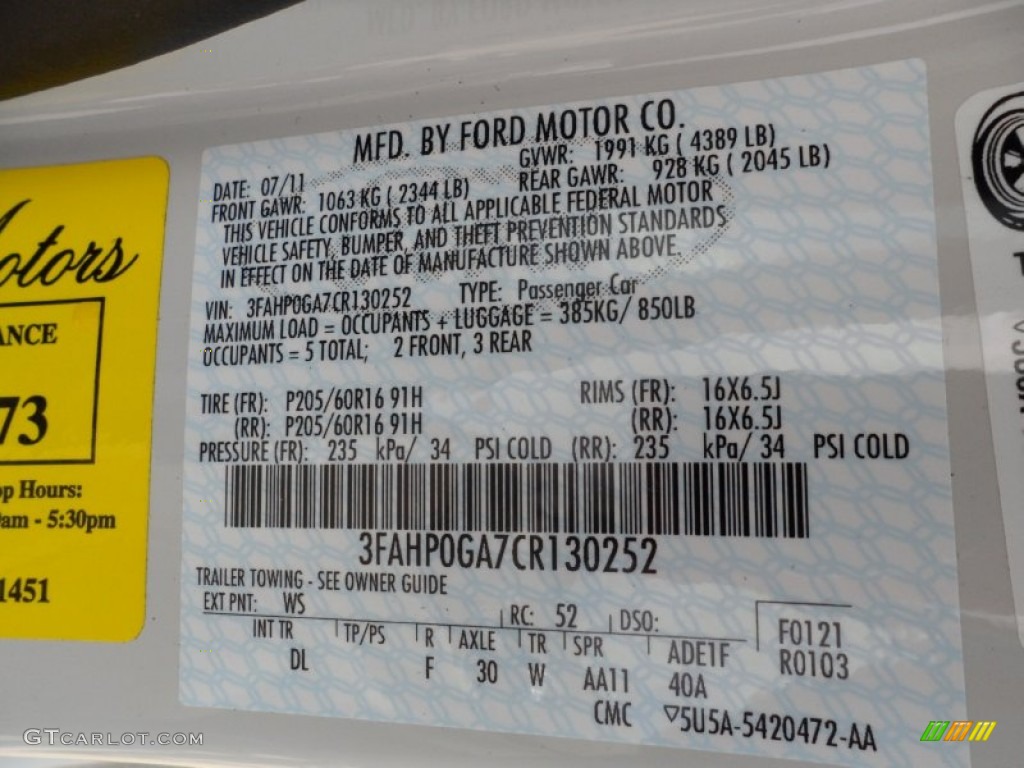 MFD. BY FORD MOTOR CO.
DATE: 07/11 GVWR: 1991 KG ( 4389 LB)
FRONT GAWR: 1063 KG ( 2344 LB) REAR GAWR: 928 KG ( 2045 LB)
THIS VEHICLE CONFORMS TO ALL APPLICABLE FEDERAL MOTOR
VEHICLE SAFETY, BUMPER, AND THEFT PREVENTION STANDARDS
IN EFFECT ON THE DATE OF MANUFACTURE SHOWN ABOVE.
VIN: 3FAHP0GA7CR130252 TYPE: Passenger Car
MAXIMUM LOAD = OCCUPANTS + LUGGAGE = 385KG/ 850LB
OCCUPANTS = 5 TOTAL; 2 FRONT, 3 REAR
TIRE (FR): P205/60R16 91H RIMS (FR): 16X6.5J
(RR): P205/60R16 91H (RR): 16X6.5J
PRESSURE (FR): 235 kPa/ 34 PSI COLD (RR): 235 kPa/ 34 PSI COLD
3FAHP0GA7CR130252
TRAILER TOWING - SEE OWNER GUIDE
EXT PNT: WS RC: 52 DSO: F0121
INT TR TP/PS R AXLE TR SPR ADE1F R0103
DL F 30 W AA11 40A
CMC ▽5U5A-5420472-AA
otors
ANCE
73
op Hours:
am - 5:30pm
1451
GTCARLOT.COM